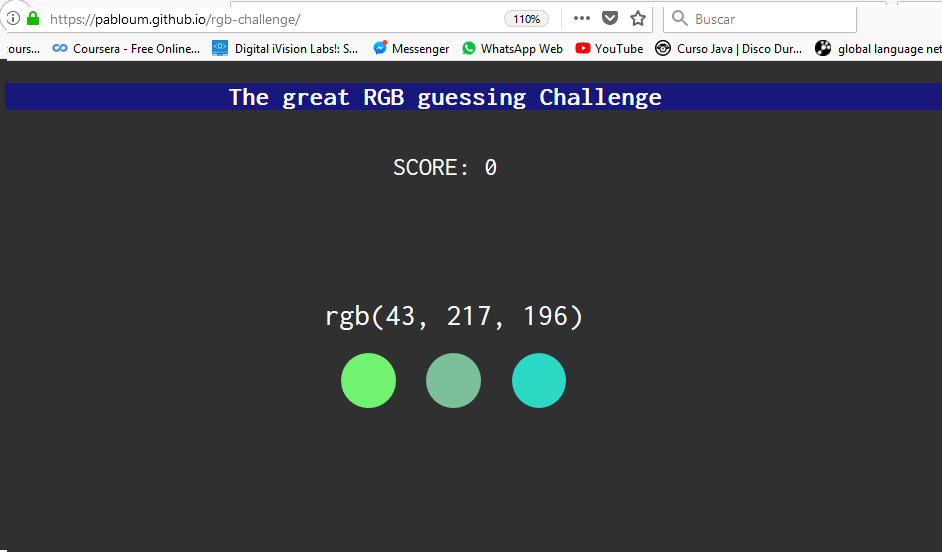 https://pabloum.github.io/rgb-challenge/ 110% Buscar
ours... Coursera - Free Online... Digital iVision Labs!: S... Messenger WhatsApp Web YouTube Curso Java | Disco Dur... global language net
The great RGB guessing Challenge
SCORE: 0
rgb(43, 217, 196)